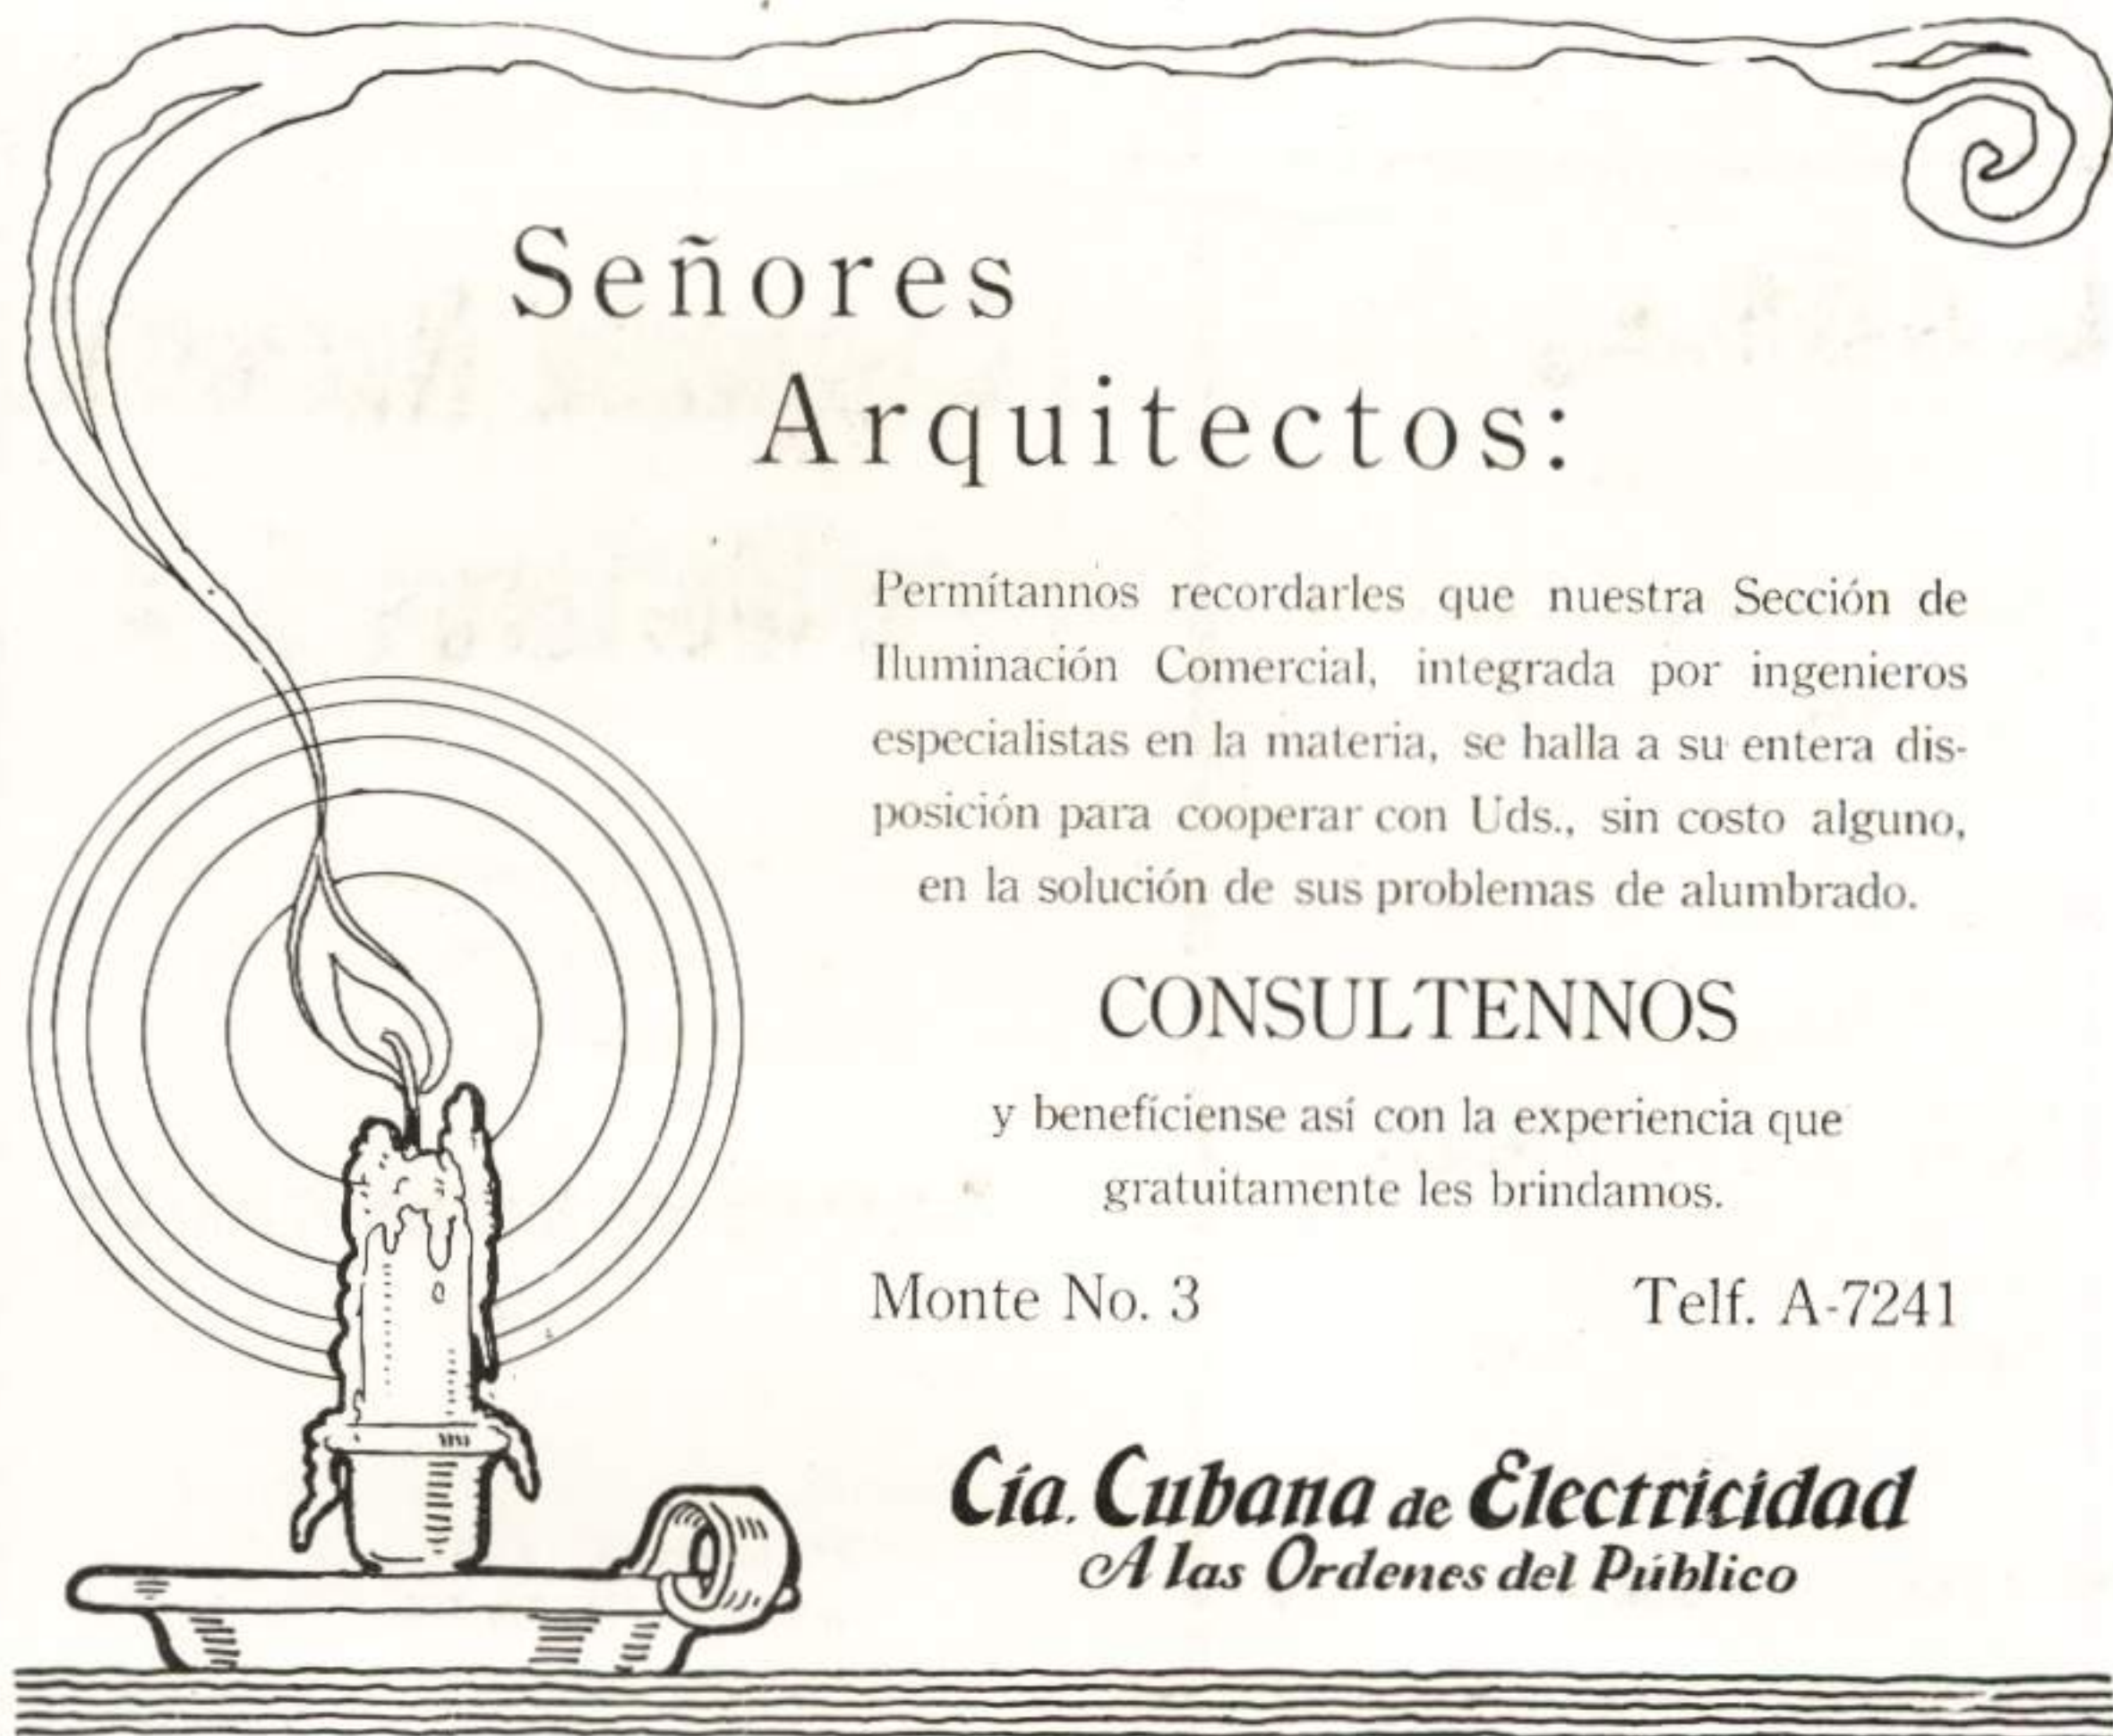 Señores
Arquitectos:
Permítannos recordarles que nuestra Sección de
Iluminación Comercial, integrada por ingenieros
especialistas en la materia, se halla a su entera dis-
posición para cooperar con Uds., sin costo alguno,
en la solución de sus problemas de alumbrado.
CONSULTENNOS
y benefíciense así con la experiencia que
gratuitamente les brindamos.
Monte No. 3 Telf. A-7241
Cía. Cubana de Electricidad
A las Ordenes del Público